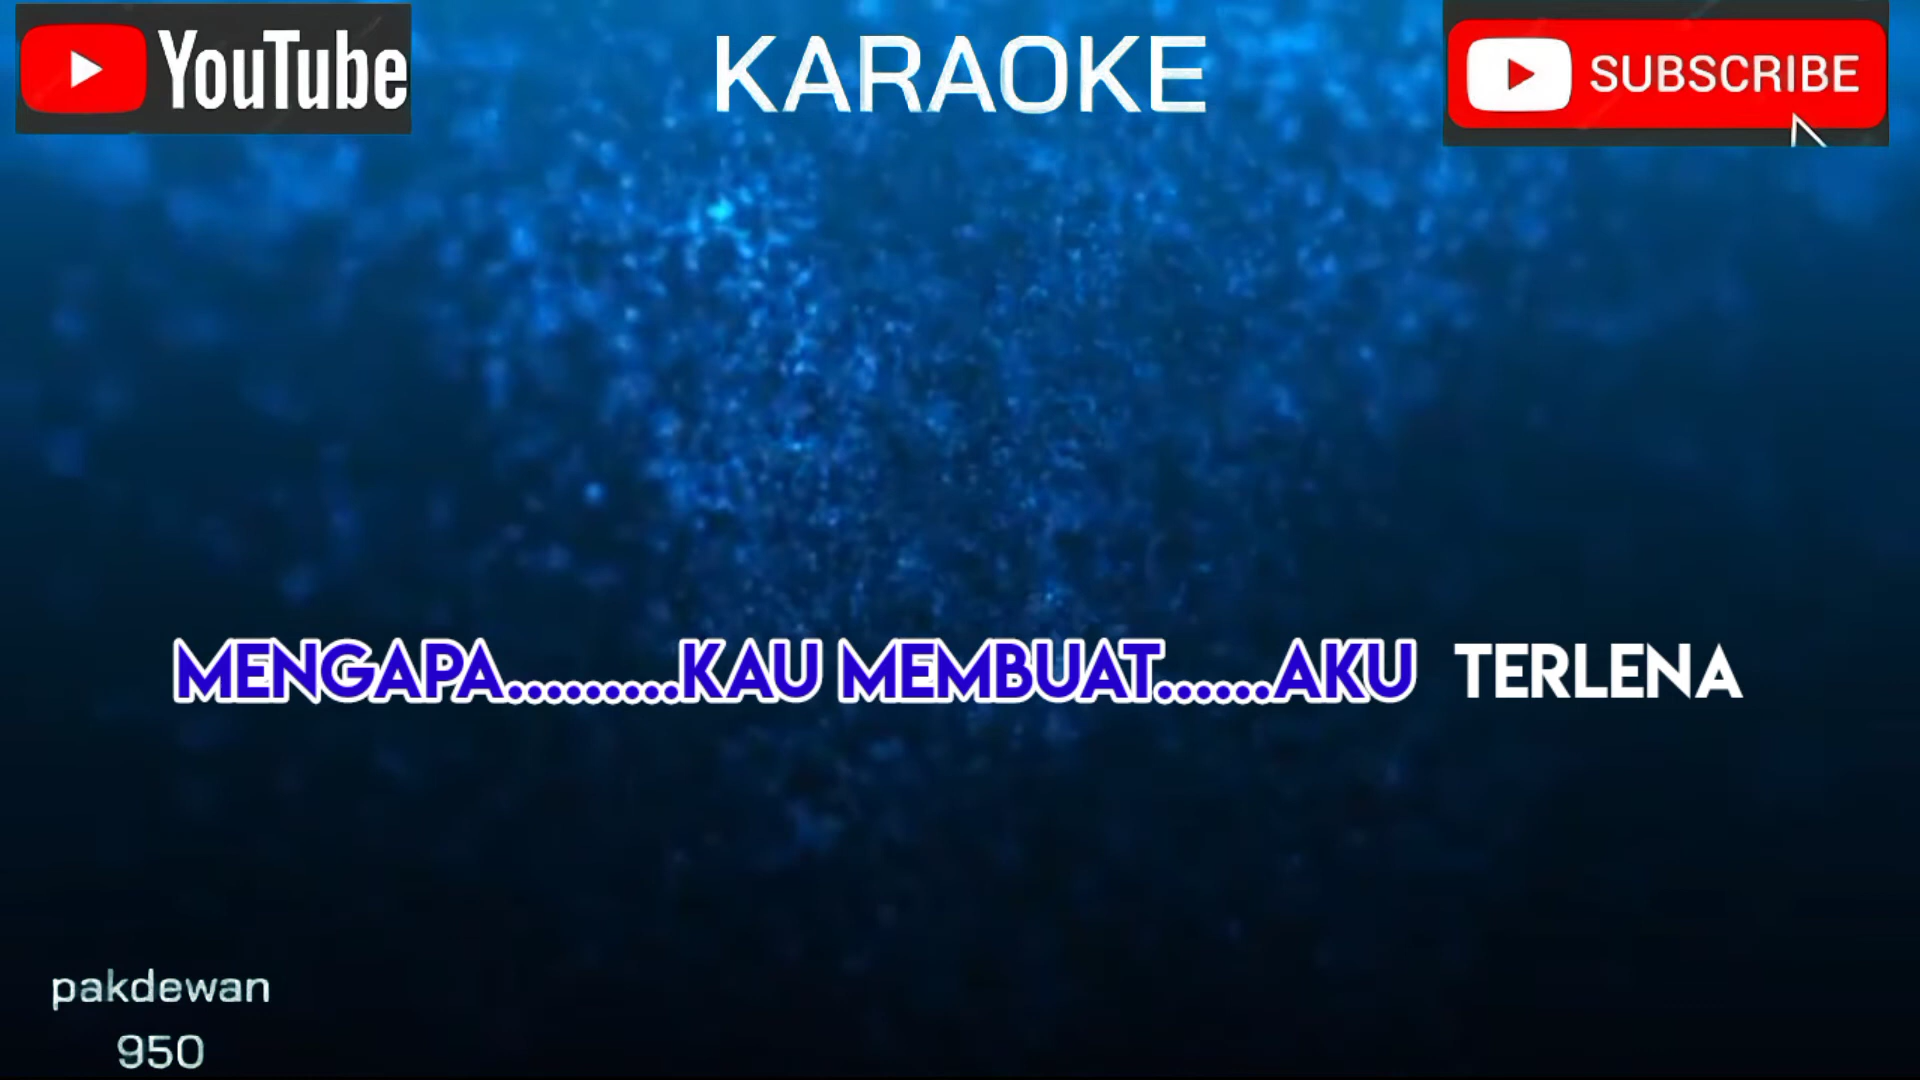 YouTube
KARAOKE
SUBSCRIBE
MENGAPA.........KAU MEMBUAT......AKU TERLENA
pakdewan
950